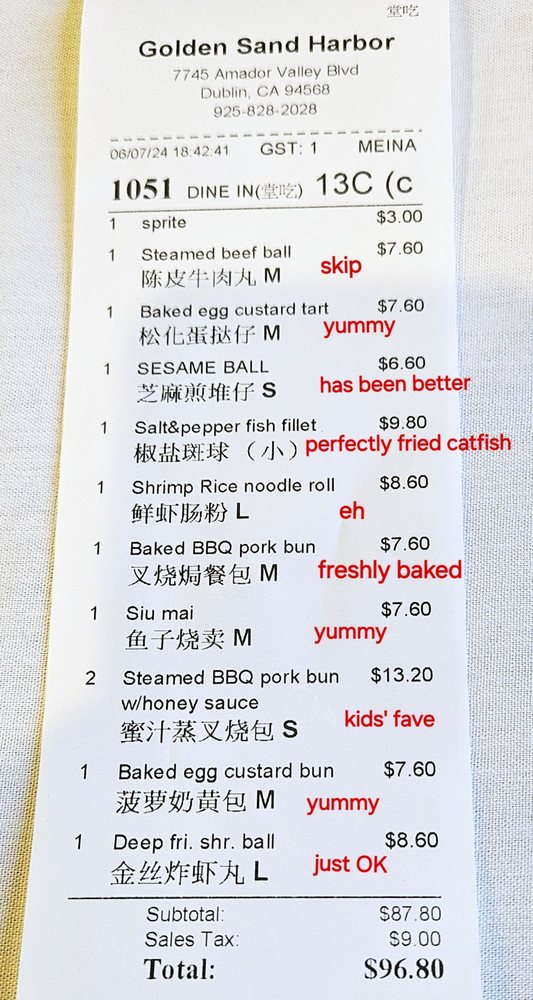 堂吃
Golden Sand Harbor
7745 Amador Valley Blvd
Dublin, CA 94568
925-828-2028
06/07/24 18:42:41 GST: 1 MEINA
1051 DINE IN(堂吃) 13C (c
1 sprite $3.00
1 Steamed beef ball $7.60
陈皮牛肉丸 M skip
1 Baked egg custard tart $7.60
松化蛋挞仔 M yummy
1 SESAME BALL $6.60
芝麻煎堆仔 S has been better
1 Salt&pepper fish fillet $9.80
椒盐斑球 （小） perfectly fried catfish
1 Shrimp Rice noodle roll $8.60
鲜虾肠粉 L eh
1 Baked BBQ pork bun $7.60
叉烧焗餐包 M freshly baked
1 Siu mai $7.60
鱼子烧卖 M yummy
2 Steamed BBQ pork bun $13.20
w/honey sauce
蜜汁蒸叉烧包 S kids' fave
1 Baked egg custard bun $7.60
菠萝奶黄包 M yummy
1 Deep fri. shr. ball $8.60
金丝炸虾丸 L just OK
Subtotal: $87.80
Sales Tax: $9.00
Total: $96.80